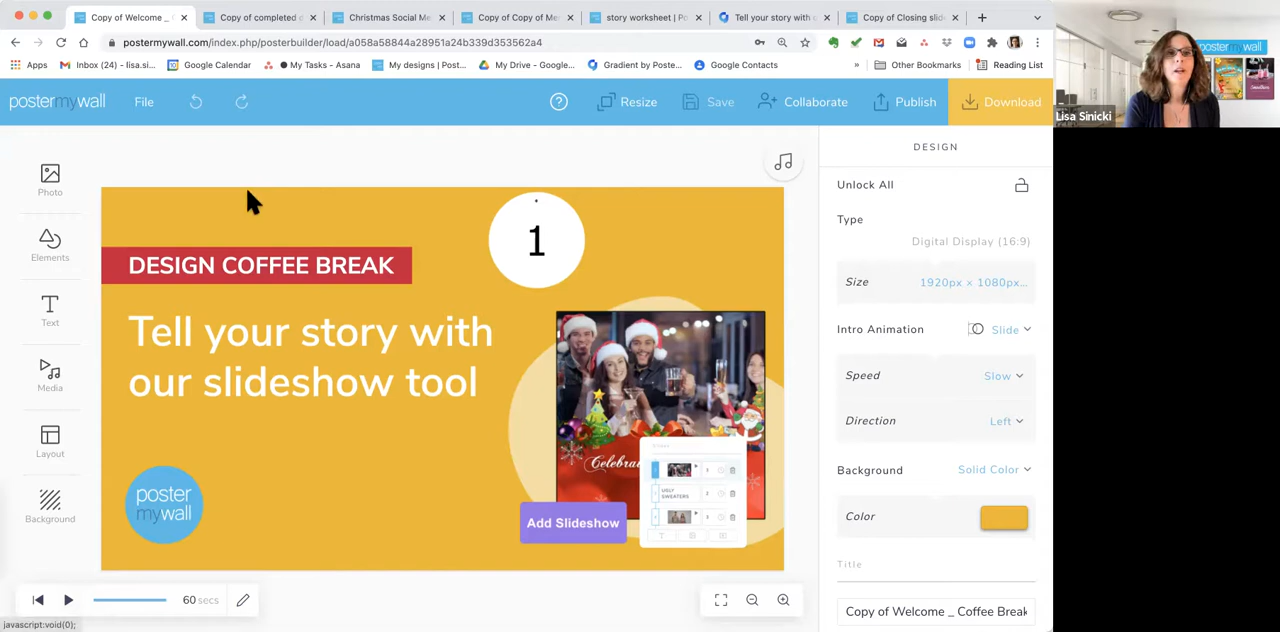 Copy of Welcome _ C
Copy of completed d
Christmas Social Me
Copy of Copy of Me
story worksheet | Po
Tell your story with c
Copy of Closing slide
postermywall.com/index.php/posterbuilder/load/a058a58844a28951a24b339d353562a4
Apps
Inbox (24) - lisa.si...
Google Calendar
My Tasks - Asana
My designs | Post...
My Drive - Google...
Gradient by Poste...
Google Contacts
»
Other Bookmarks
Reading List
postermywall
File
Resize
Save
Collaborate
Publish
Download
Photo
Elements
Text
Media
Layout
Background
1
DESIGN COFFEE BREAK
Tell your story with
our slideshow tool
poster
my wall
Celebra
UGLY
SWEATERS
Add Slideshow
60 secs
javascript:void(0);
DESIGN
Unlock All
Type
Digital Display (16:9)
Size
1920px × 1080px...
Intro Animation
Slide
Speed
Slow
Direction
Left
Background
Solid Color
Color
Title
Copy of Welcome _ Coffee Break
postermywall
Lisa Sinicki